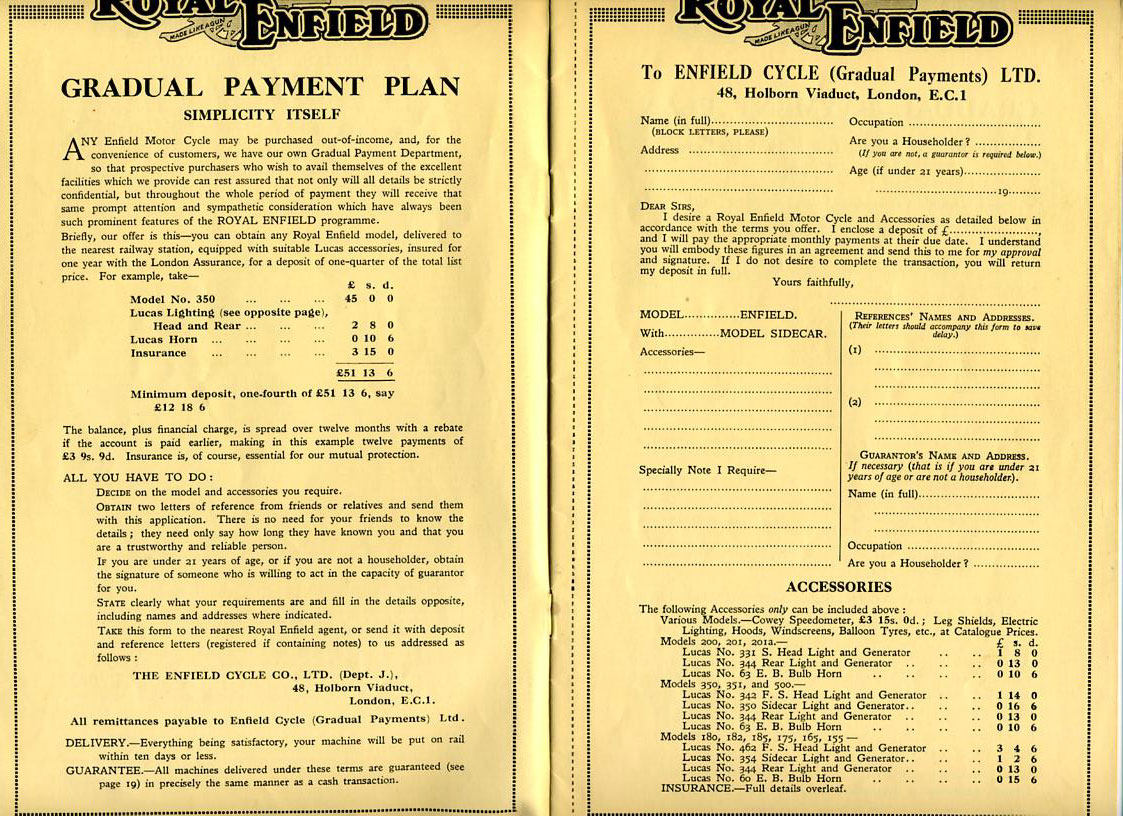 ROYAL ENFIELD
MADE LIKE A GUN
GRADUAL PAYMENT PLAN
SIMPLICITY ITSELF
ANY Enfield Motor Cycle may be purchased out-of-income, and, for the
convenience of customers, we have our own Gradual Payment Department,
so that prospective purchasers who wish to avail themselves of the excellent
facilities which we provide can rest assured that not only will all details be strictly
confidential, but throughout the whole period of payment they will receive that
same prompt attention and sympathetic consideration which have always been
such prominent features of the ROYAL ENFIELD programme.
Briefly, our offer is this—you can obtain any Royal Enfield model, delivered to
the nearest railway station, equipped with suitable Lucas accessories, insured for
one year with the London Assurance, for a deposit of one-quarter of the total list
price. For example, take—
£ s. d.
Model No. 350 ... ... ... 45 0 0
Lucas Lighting (see opposite page),
Head and Rear ... ... ... 2 8 0
Lucas Horn ... ... ... ... 0 10 6
Insurance ... ... ... ... 3 15 0
£51 13 6
Minimum deposit, one-fourth of £51 13 6, say
£12 18 6
The balance, plus financial charge, is spread over twelve months with a rebate
if the account is paid earlier, making in this example twelve payments of
£3 9s. 9d. Insurance is, of course, essential for our mutual protection.
ALL YOU HAVE TO DO:
DECIDE on the model and accessories you require.
OBTAIN two letters of reference from friends or relatives and send them
with this application. There is no need for your friends to know the
details; they need only say how long they have known you and that you
are a trustworthy and reliable person.
IF you are under 21 years of age, or if you are not a householder, obtain
the signature of someone who is willing to act in the capacity of guarantor
for you.
STATE clearly what your requirements are and fill in the details opposite,
including names and addresses where indicated.
TAKE this form to the nearest Royal Enfield agent, or send it with deposit
and reference letters (registered if containing notes) to us addressed as
follows:
THE ENFIELD CYCLE CO., LTD. (Dept. J.),
48, Holborn Viaduct,
London, E.C.1.
All remittances payable to Enfield Cycle (Gradual Payments) Ltd.
DELIVERY.—Everything being satisfactory, your machine will be put on rail
within ten days or less.
GUARANTEE.—All machines delivered under these terms are guaranteed (see
page 19) in precisely the same manner as a cash transaction.
ROYAL ENFIELD
MADE LIKE A GUN
To ENFIELD CYCLE (Gradual Payments) LTD.
48, Holborn Viaduct, London, E.C.1
Name (in full)..............................
(BLOCK LETTERS, PLEASE)
Address ..............................
Occupation ..............................
Are you a Householder? ..............................
(If you are not, a guarantor is required below.)
Age (if under 21 years)..............................
..............................19..........
DEAR SIRS,
I desire a Royal Enfield Motor Cycle and Accessories as detailed below in
accordance with the terms you offer. I enclose a deposit of £..............................,
and I will pay the appropriate monthly payments at their due date. I understand
you will embody these figures in an agreement and send this to me for my approval
and signature. If I do not desire to complete the transaction, you will return
my deposit in full.
Yours faithfully,
MODEL..............ENFIELD.
With..............MODEL SIDECAR.
Accessories—
Specially Note I Require—
REFERENCES' NAMES AND ADDRESSES.
(Their letters should accompany this form to save
delay.)
(1) ..............................
(2) ..............................
GUARANTOR'S NAME AND ADDRESS.
If necessary (that is if you are under 21
years of age or are not a householder).
Name (in full)..............................
Occupation ..............................
Are you a Householder? ..............................
ACCESSORIES
The following Accessories only can be included above:
Various Models.—Cowey Speedometer, £3 15s. 0d.; Leg Shields, Electric
Lighting, Hoods, Windscreens, Balloon Tyres, etc., at Catalogue Prices.
Models 200, 201, 201a.— £ s. d.
Lucas No. 331 S. Head Light and Generator .. .. 1 8 0
Lucas No. 344 Rear Light and Generator .. .. .. 0 13 0
Lucas No. 63 E. B. Bulb Horn .. .. .. .. 0 10 6
Models 350, 351, and 500.—
Lucas No. 342 F. S. Head Light and Generator .. .. 1 14 0
Lucas No. 350 Sidecar Light and Generator.. .. .. 0 16 6
Lucas No. 344 Rear Light and Generator .. .. .. 0 13 0
Lucas No. 63 E. B. Bulb Horn .. .. .. .. 0 10 6
Models 180, 182, 185, 175, 165, 155—
Lucas No. 462 F. S. Head Light and Generator .. .. 3 4 6
Lucas No. 354 Sidecar Light and Generator.. .. .. 1 2 6
Lucas No. 344 Rear Light and Generator .. .. .. 0 13 0
Lucas No. 60 E. B. Bulb Horn .. .. .. .. 0 15 6
INSURANCE.—Full details overleaf.